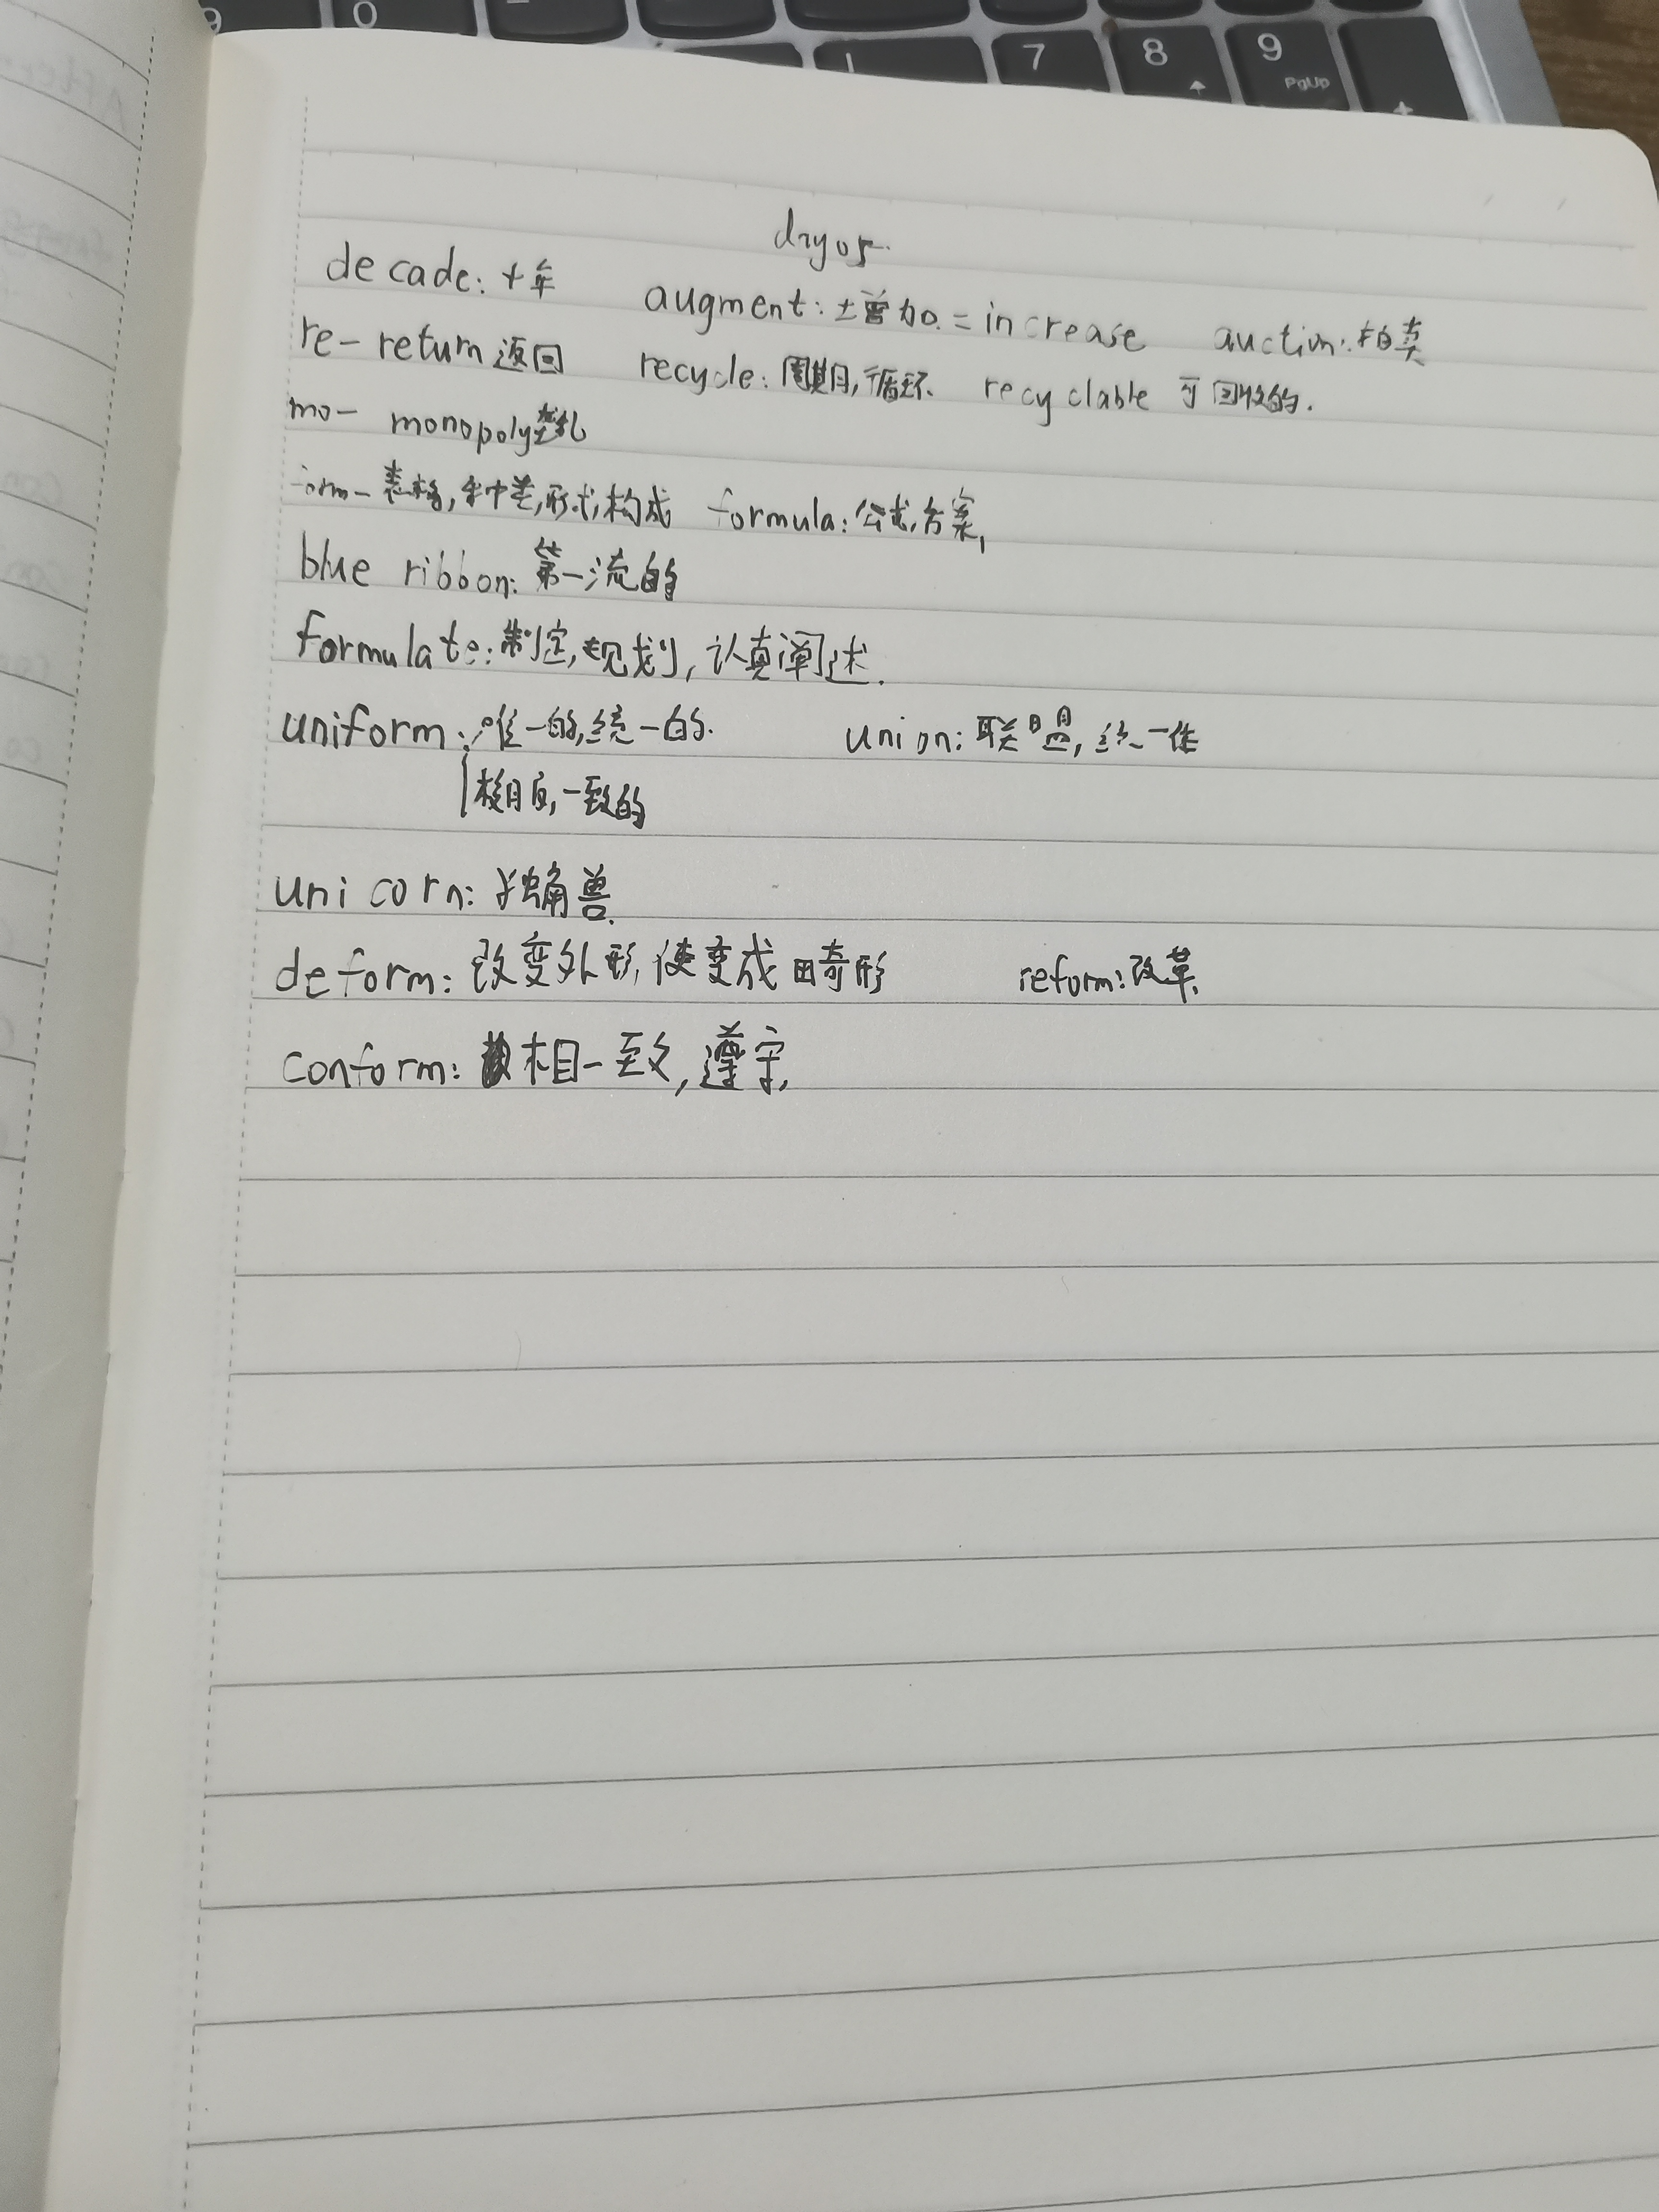 9 0 7 8 9 PgUp
day05.
decade: 十年 augment: 增加. = increase auction: 拍卖
re- return 返回 recycle: 周期, 循环. recyclable 可回收的.
mo- monopoly 垄断
form- 表格, 种类, 形式, 构成 formula: 公式, 方案,
blue ribbon: 第一流的
formulate: 制定, 规划, 认真阐述.
uniform: 唯一的, 统一的. union: 联盟, 统一体
相同, 一致的
unicorn: 独角兽.
deform: 改变外形, 使变成畸形 reform: 改革.
conform: 相一致, 遵守.